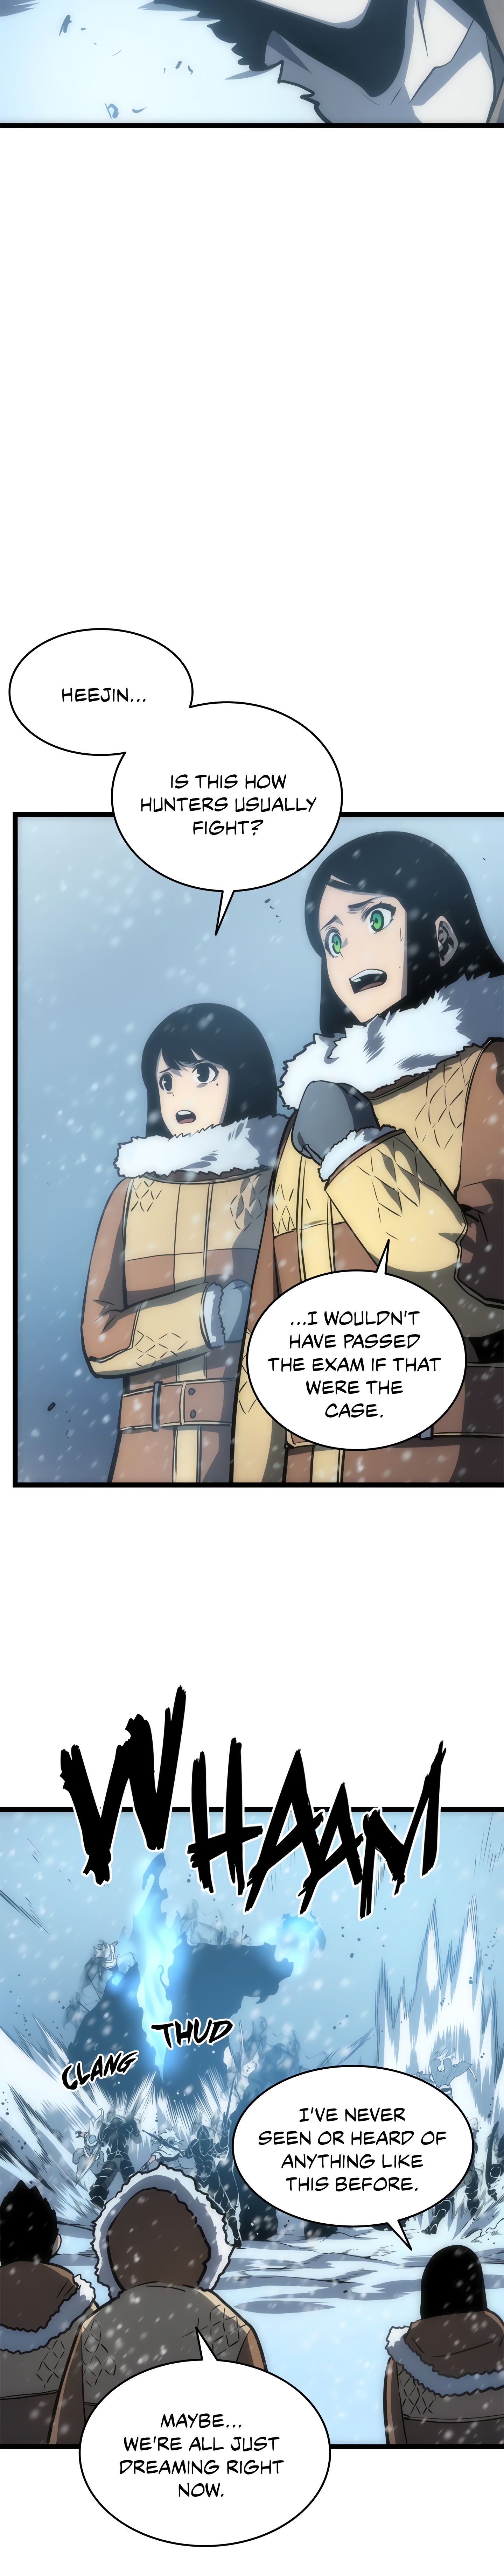 HEEJIN...
IS THIS HOW
HUNTERS USUALLY
FIGHT?
...I WOULDN'T
HAVE PASSED
THE EXAM IF THAT
WERE THE
CASE.
WHAAM
THUD
CLANG
I'VE NEVER
SEEN OR HEARD OF
ANYTHING LIKE
THIS BEFORE.
MAYBE...
WE'RE ALL JUST
DREAMING RIGHT
NOW.